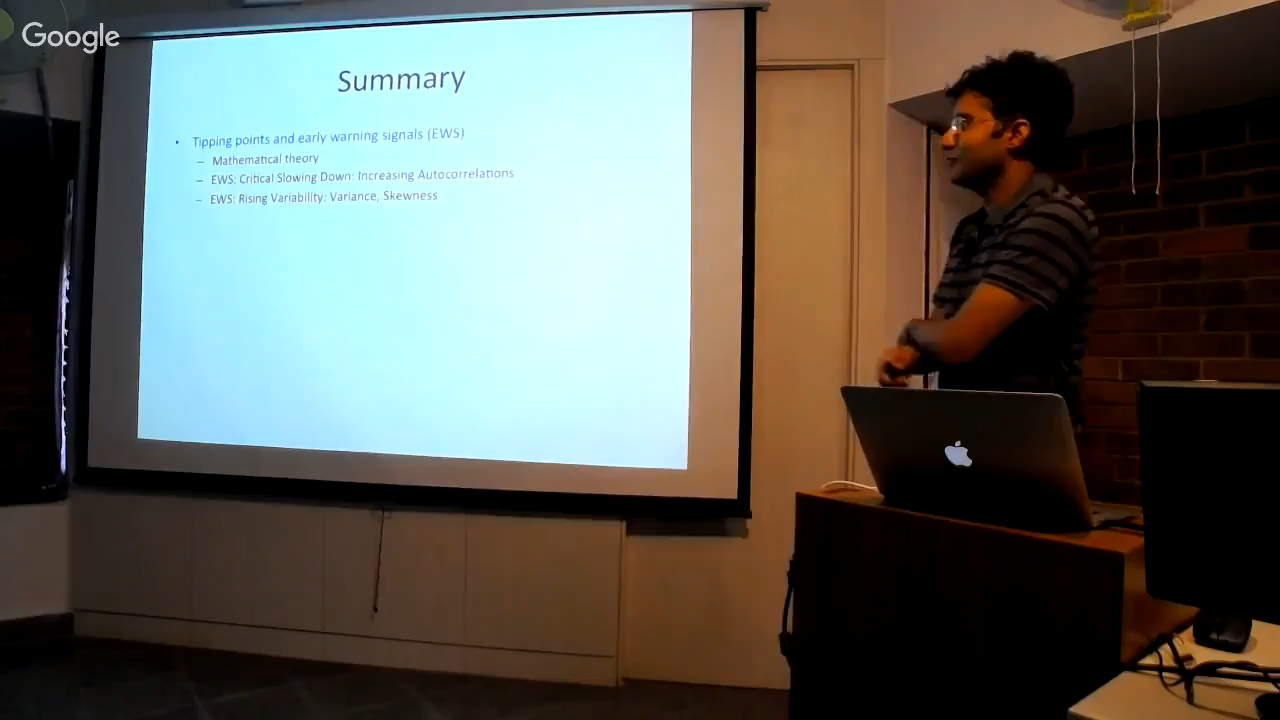 Google
Summary
• Tipping points and early warning signals (EWS)
– Mathematical theory
– EWS: Critical Slowing Down: Increasing Autocorrelations
– EWS: Rising Variability: Variance, Skewness